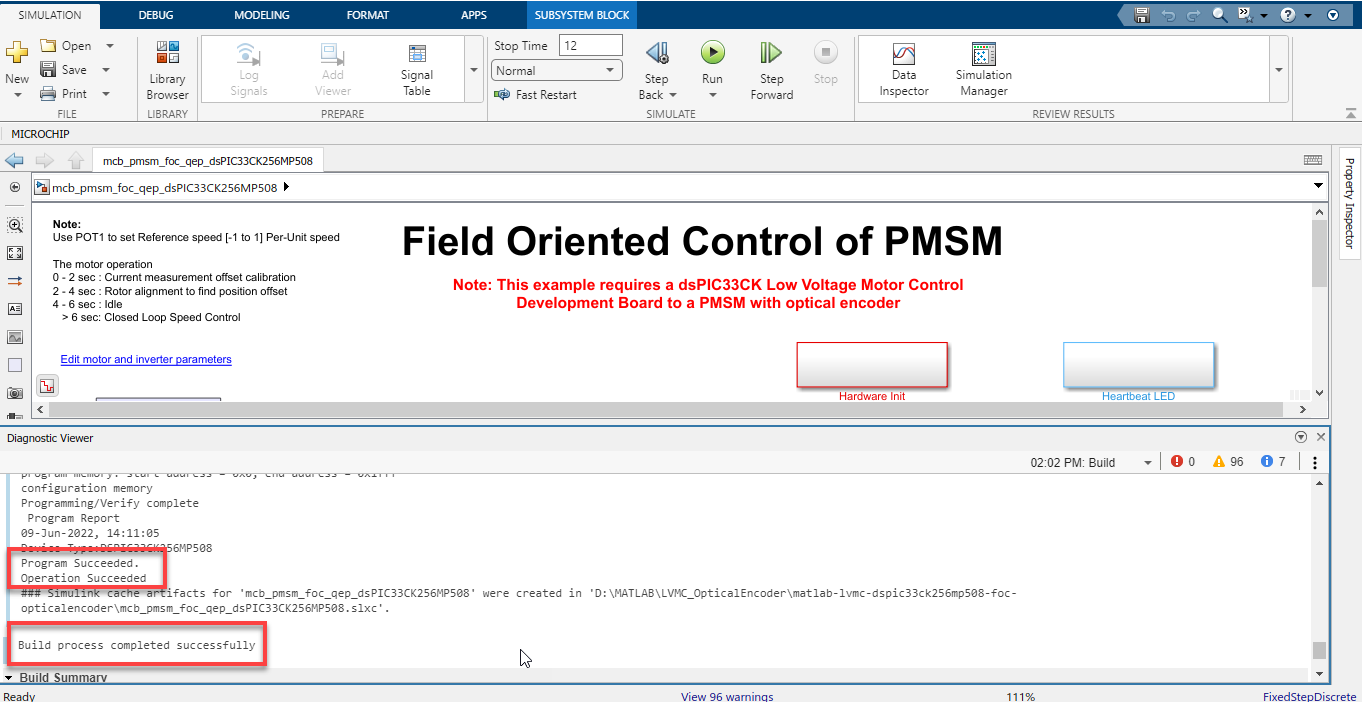 SIMULATION DEBUG MODELING FORMAT APPS SUBSYSTEM BLOCK
New
Open
Save
Print
FILE
Library
Browser
LIBRARY
Log
Signals
Add
Viewer
Signal
Table
PREPARE
Stop Time 12
Normal
Fast Restart
Step
Back
Run
Step
Forward
Stop
SIMULATE
Data
Inspector
Simulation
Manager
REVIEW RESULTS
MICROCHIP
mcb_pmsm_foc_qep_dsPIC33CK256MP508
mcb_pmsm_foc_qep_dsPIC33CK256MP508
Property Inspector
Note:
Use POT1 to set Reference speed [-1 to 1] Per-Unit speed
The motor operation
0 - 2 sec : Current measurement offset calibration
2 - 4 sec : Rotor alignment to find position offset
4 - 6 sec : Idle
> 6 sec: Closed Loop Speed Control
Edit motor and inverter parameters
Field Oriented Control of PMSM
Note: This example requires a dsPIC33CK Low Voltage Motor Control
Development Board to a PMSM with optical encoder
Hardware Init
Heartbeat LED
Diagnostic Viewer
02:02 PM: Build 0 96 7
program memory: start address = 0x0, end address = 0x1fff
configuration memory
Programming/Verify complete
Program Report
09-Jun-2022, 14:11:05
Device Type:DSPIC33CK256MP508
Program Succeeded.
Operation Succeeded
### Simulink cache artifacts for 'mcb_pmsm_foc_qep_dsPIC33CK256MP508' were created in 'D:\MATLAB\LVMC_OpticalEncoder\matlab-lvmc-dspic33ck256mp508-foc-
opticalencoder\mcb_pmsm_foc_qep_dsPIC33CK256MP508.slxc'.
Build process completed successfully
Build Summary
Ready View 96 warnings 111% FixedStepDiscrete